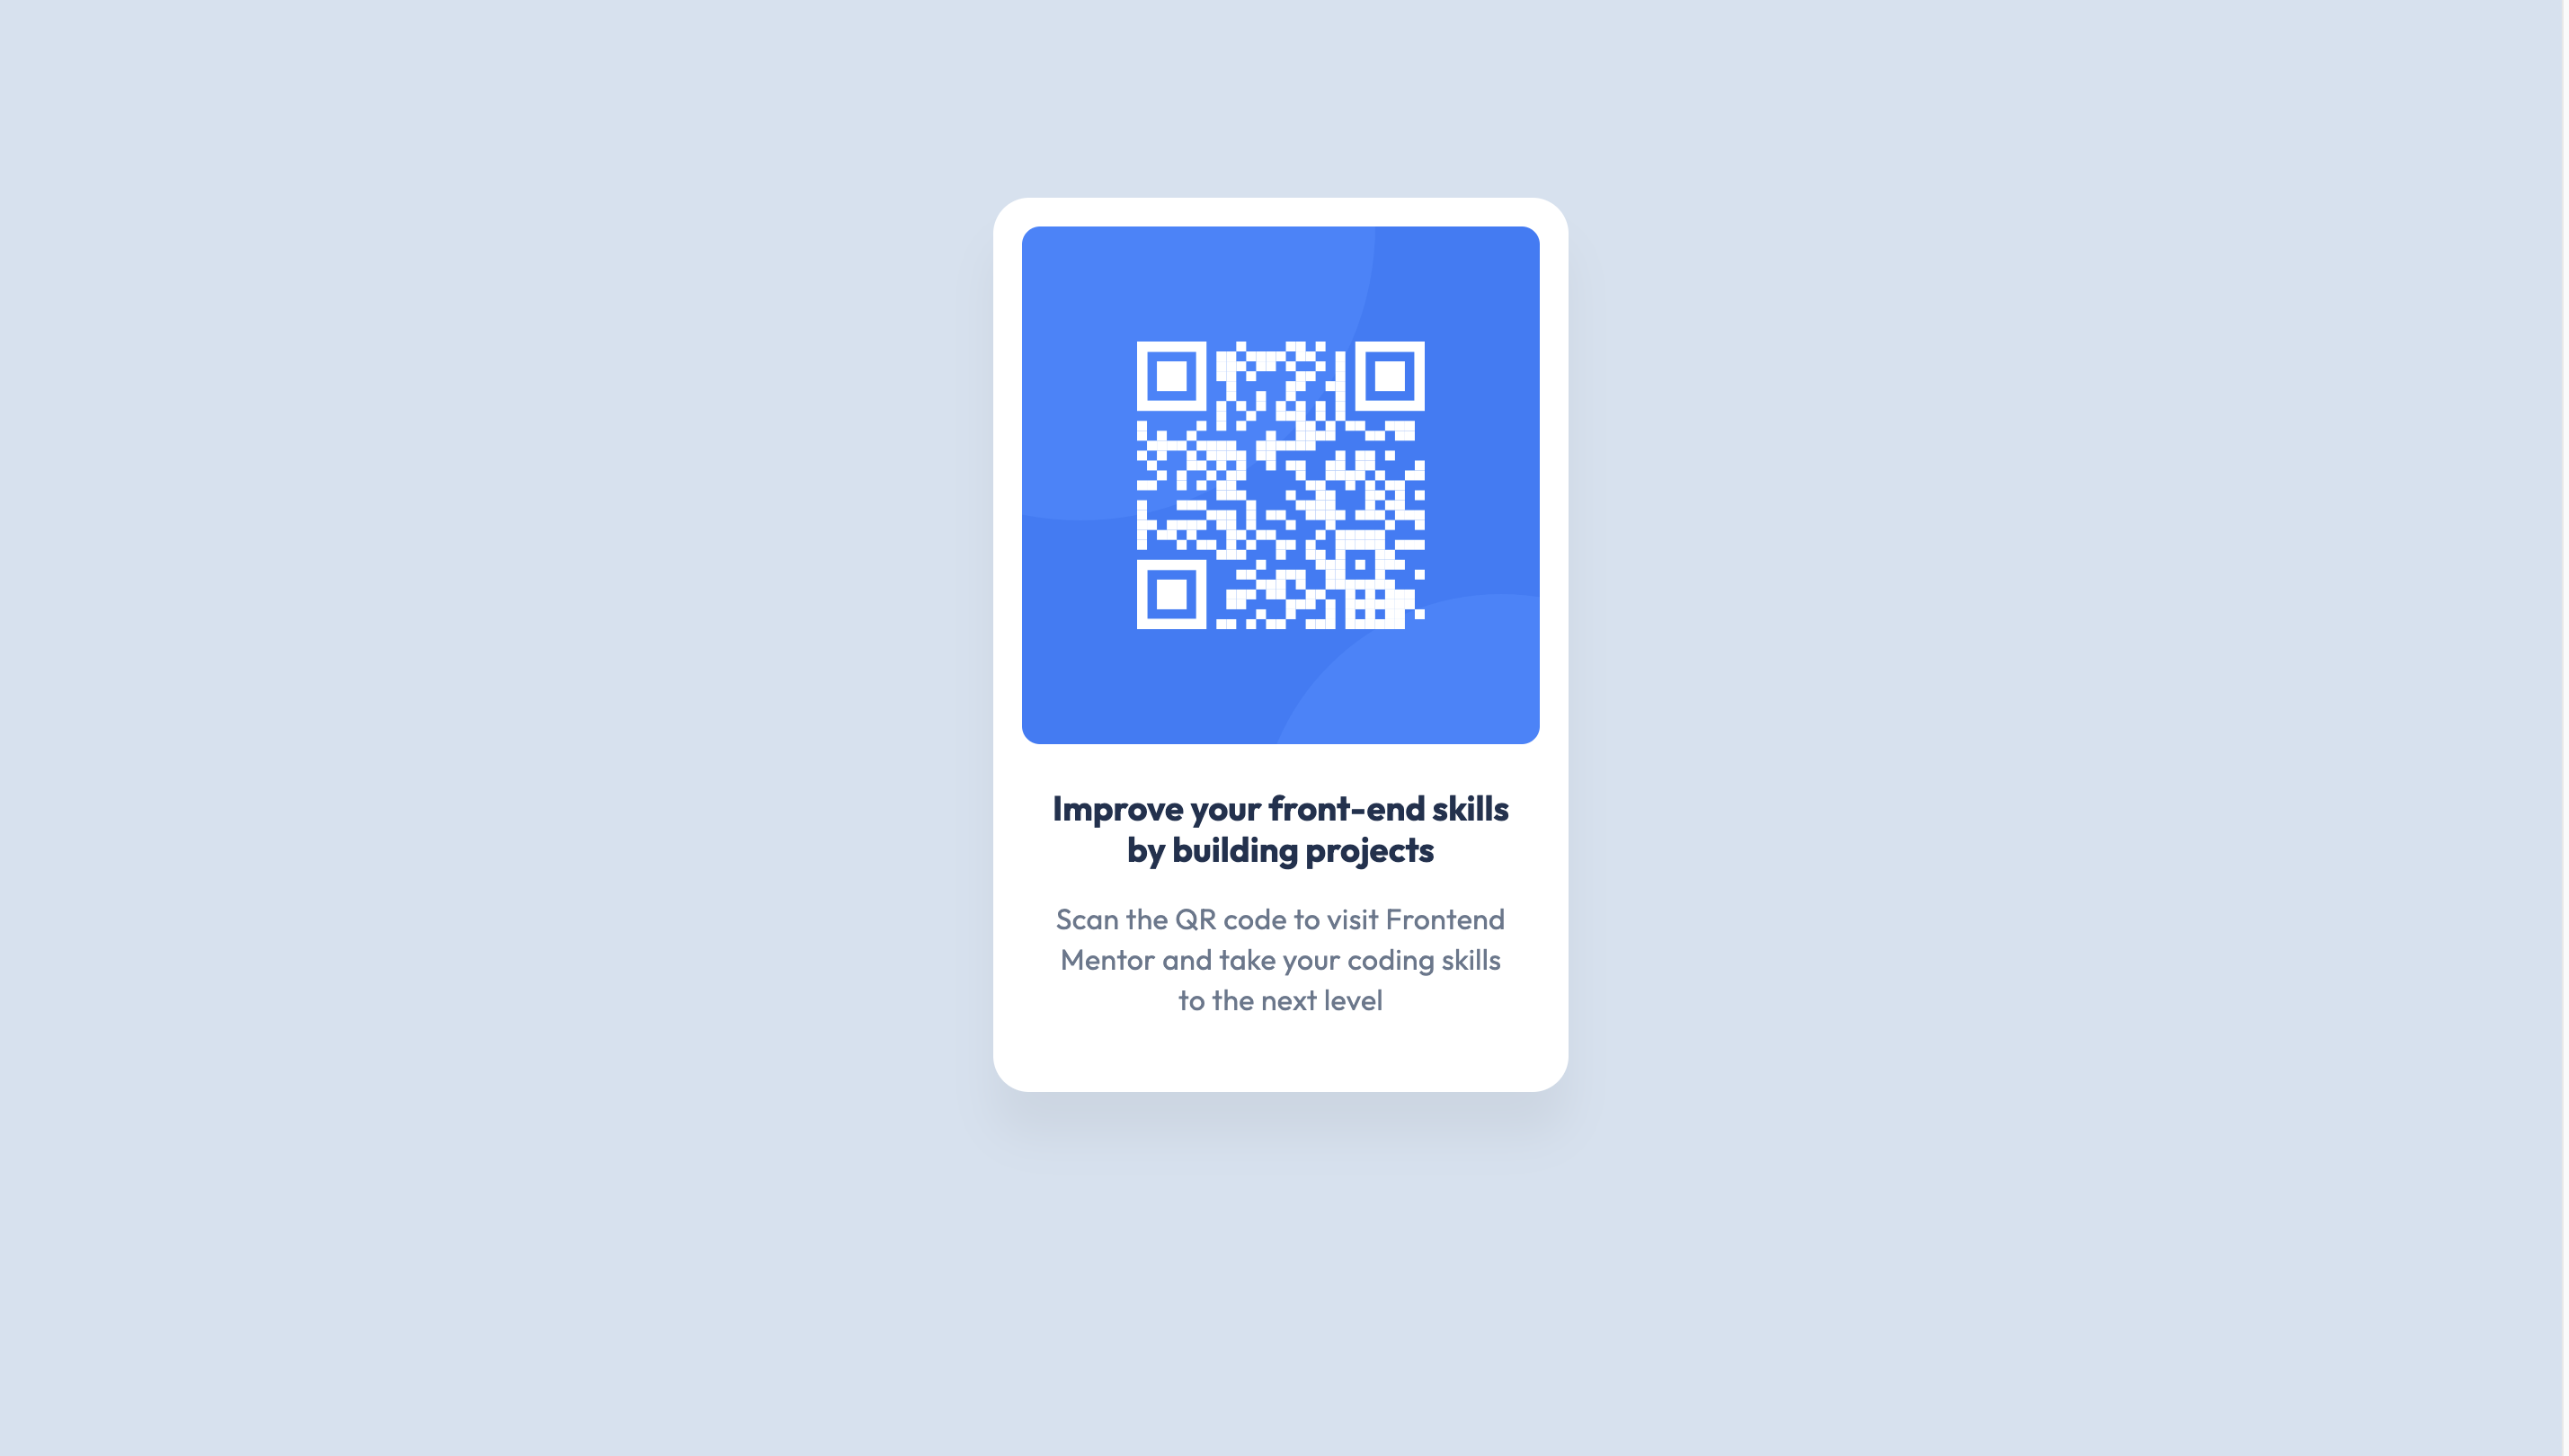 Improve your front-end skills
by building projects
Scan the QR code to visit Frontend
Mentor and take your coding skills
to the next level